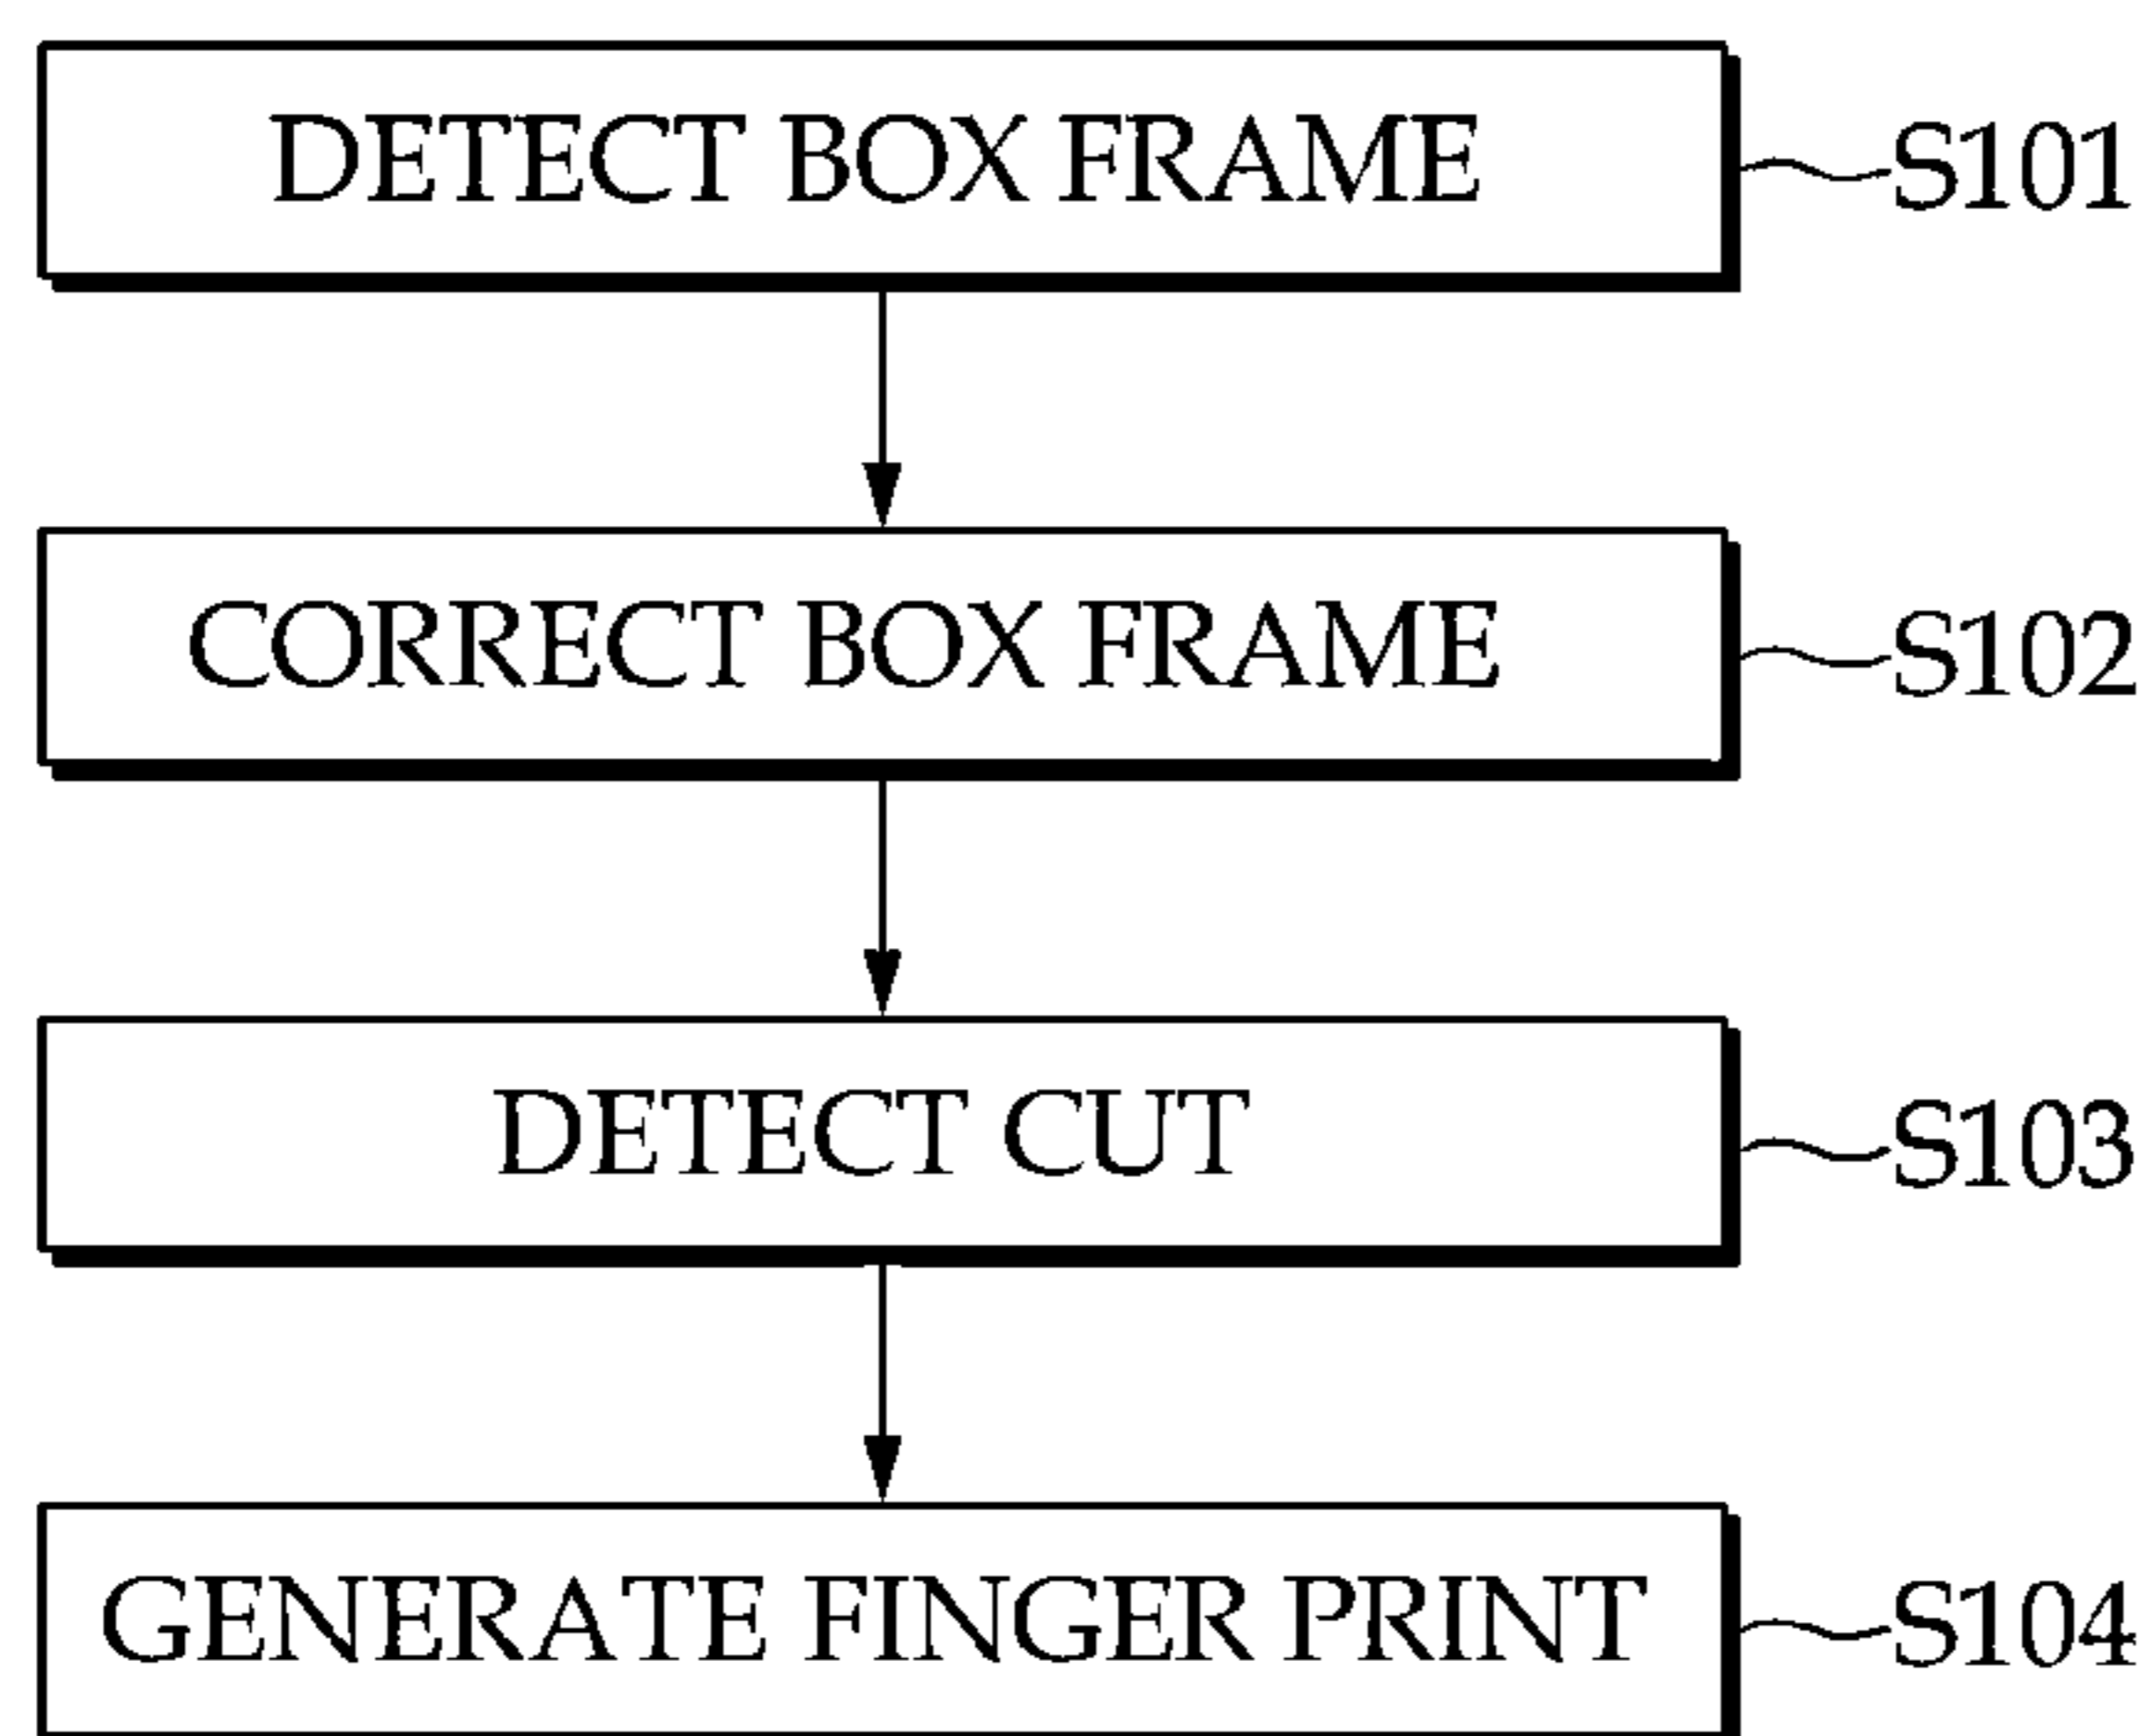 DETECT BOX FRAME S101
CORRECT BOX FRAME S102
DETECT CUT S103
GENERATE FINGER PRINT S104